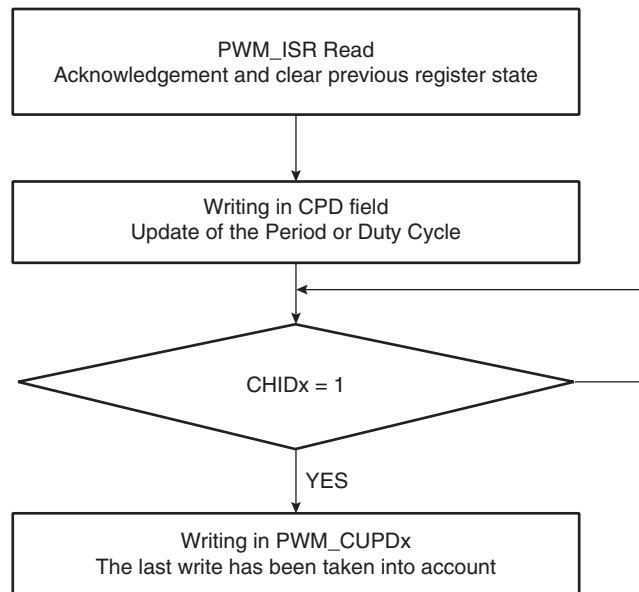 PWM_ISR Read
Acknowledgement and clear previous register state
Writing in CPD field
Update of the Period or Duty Cycle
CHIDx = 1
YES
Writing in PWM_CUPDx
The last write has been taken into account